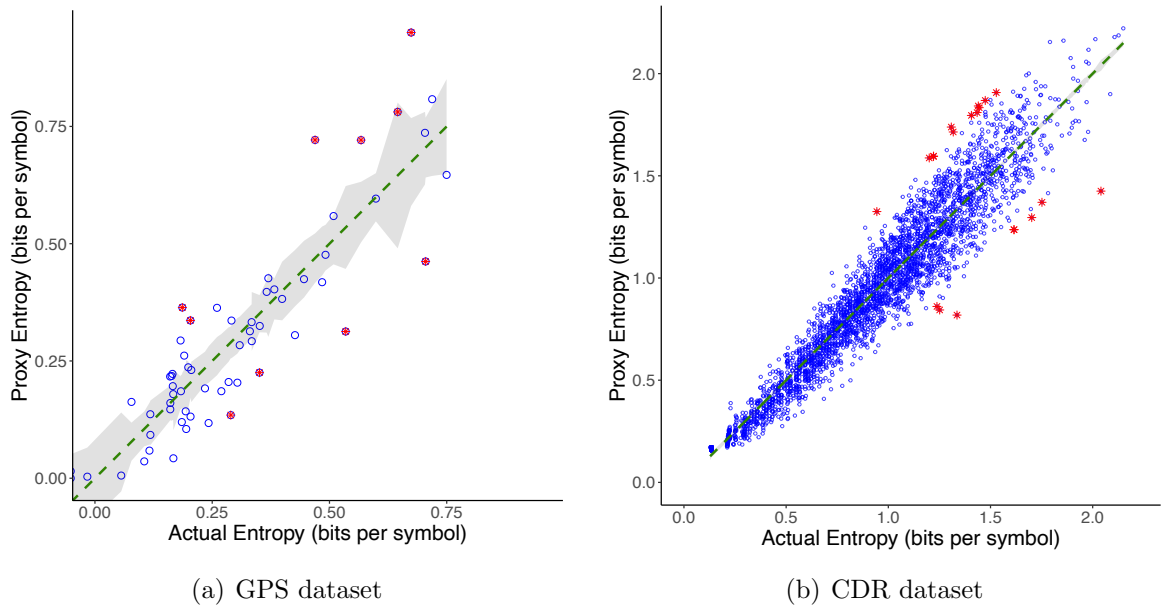 Proxy Entropy (bits per symbol)
0.75
0.50
0.25
0.00
0.00 0.25 0.50 0.75
Actual Entropy (bits per symbol)
(a) GPS dataset
Proxy Entropy (bits per symbol)
2.0
1.5
1.0
0.5
0.0
0.0 0.5 1.0 1.5 2.0
Actual Entropy (bits per symbol)
(b) CDR dataset